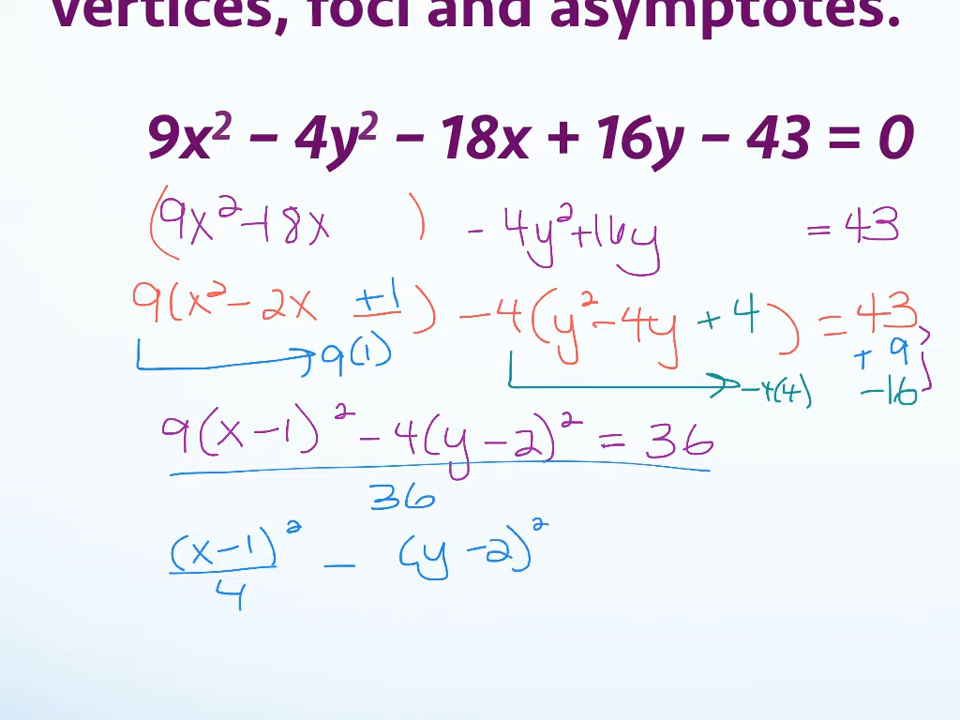 vertices, foci and asymptotes.
9x² − 4y² − 18x + 16y − 43 = 0
(9x² - 18x ) - 4y² + 16y = 43
9(x² - 2x +1) - 4(y² - 4y + 4) = 43
9(1) + 9
-4(4) -16
9(x - 1)² - 4(y - 2)² = 36
36
(x - 1)² - (y - 2)²
4